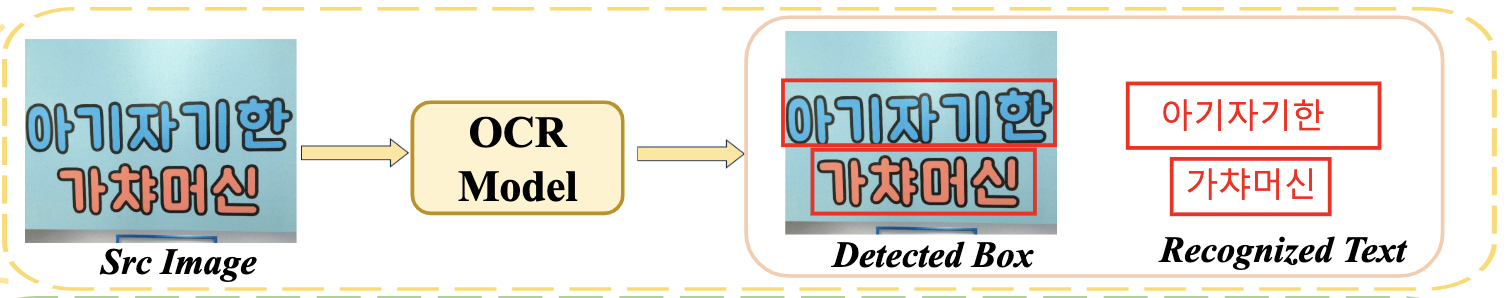 아기자기한
가챠머신
Src Image
OCR
Model
아기자기한
가챠머신
Detected Box
아기자기한
가챠머신
Recognized Text